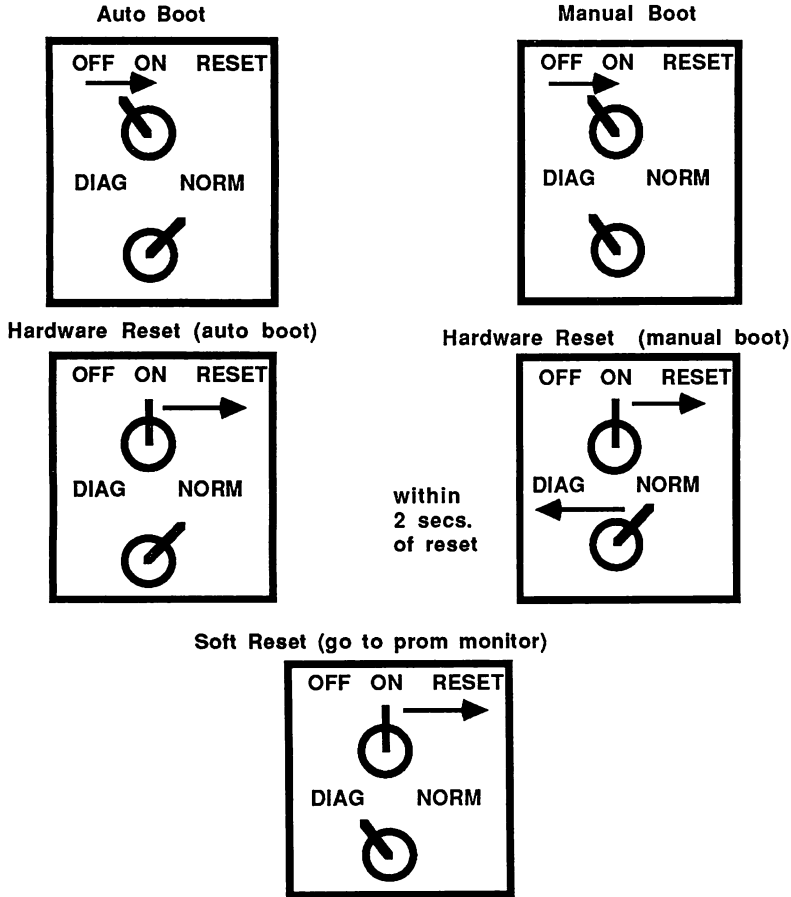 Auto Boot
OFF ON RESET
DIAG NORM
Manual Boot
OFF ON RESET
DIAG NORM
Hardware Reset (auto boot)
OFF ON RESET
DIAG NORM
Hardware Reset (manual boot)
OFF ON RESET
DIAG NORM
within
2 secs.
of reset
Soft Reset (go to prom monitor)
OFF ON RESET
DIAG NORM